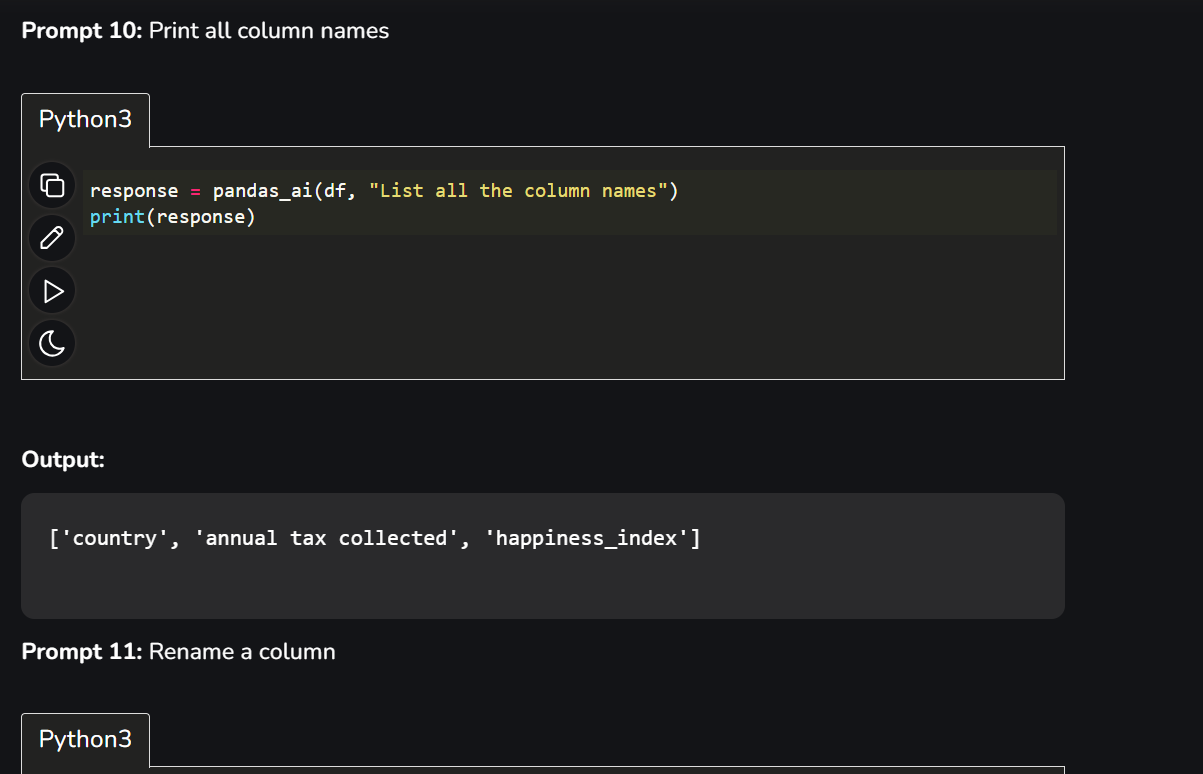 Prompt 10: Print all column names
Python3
response = pandas_ai(df, "List all the column names")
print(response)
Output:
['country', 'annual tax collected', 'happiness_index']
Prompt 11: Rename a column
Python3